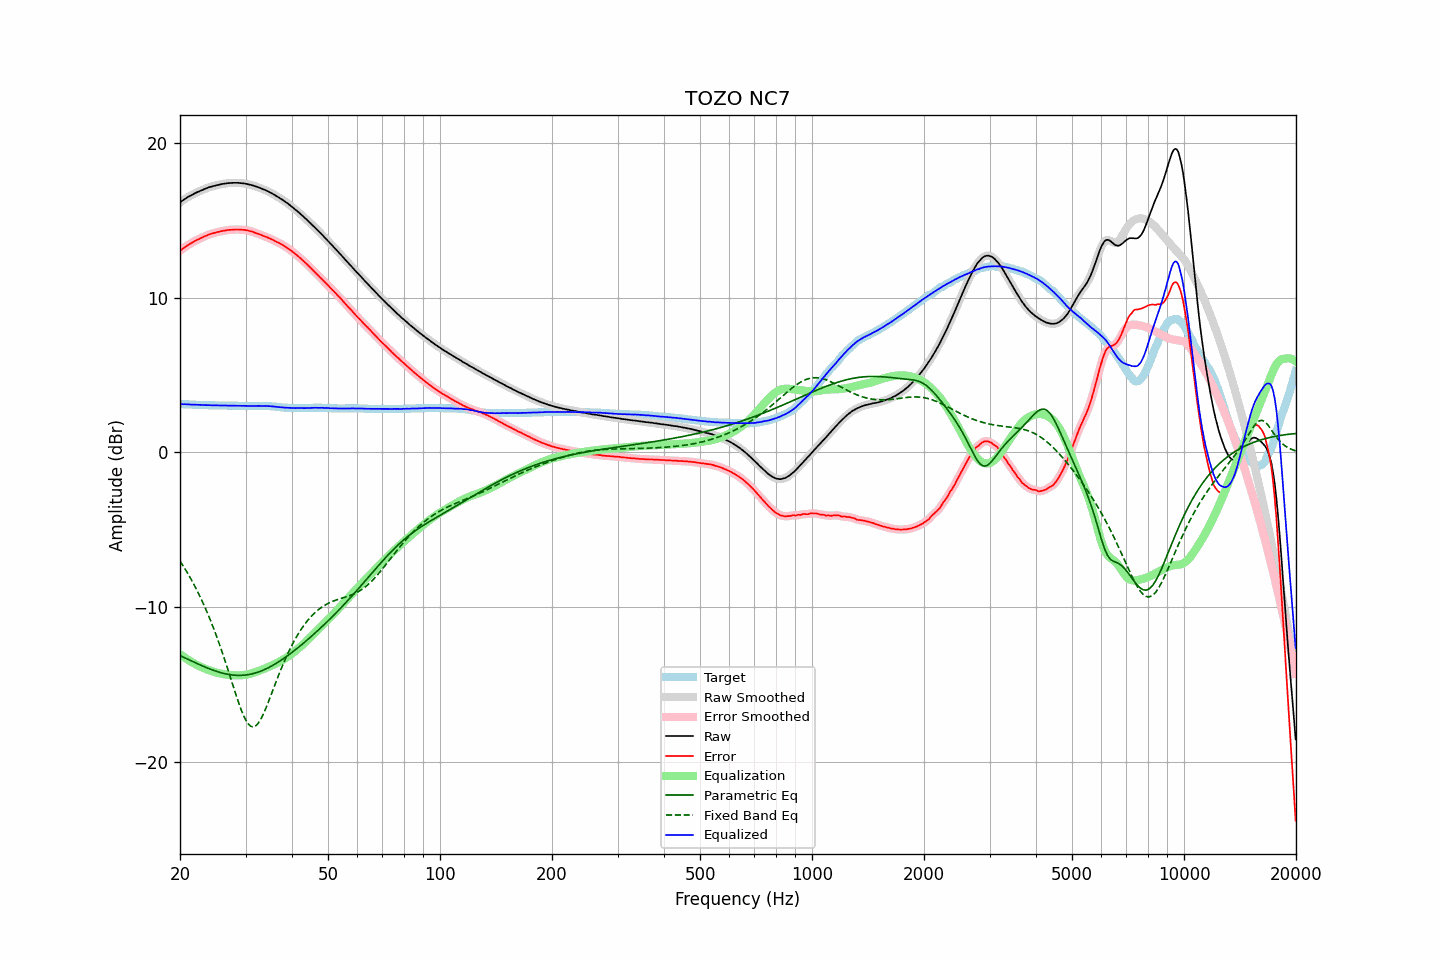 TOZO NC7
Amplitude (dBr)
20
10
0
−10
−20
Target
Raw Smoothed
Error Smoothed
Raw
Error
Equalization
Parametric Eq
Fixed Band Eq
Equalized
20 50 100 200 500 1000 2000 5000 10000 20000
Frequency (Hz)